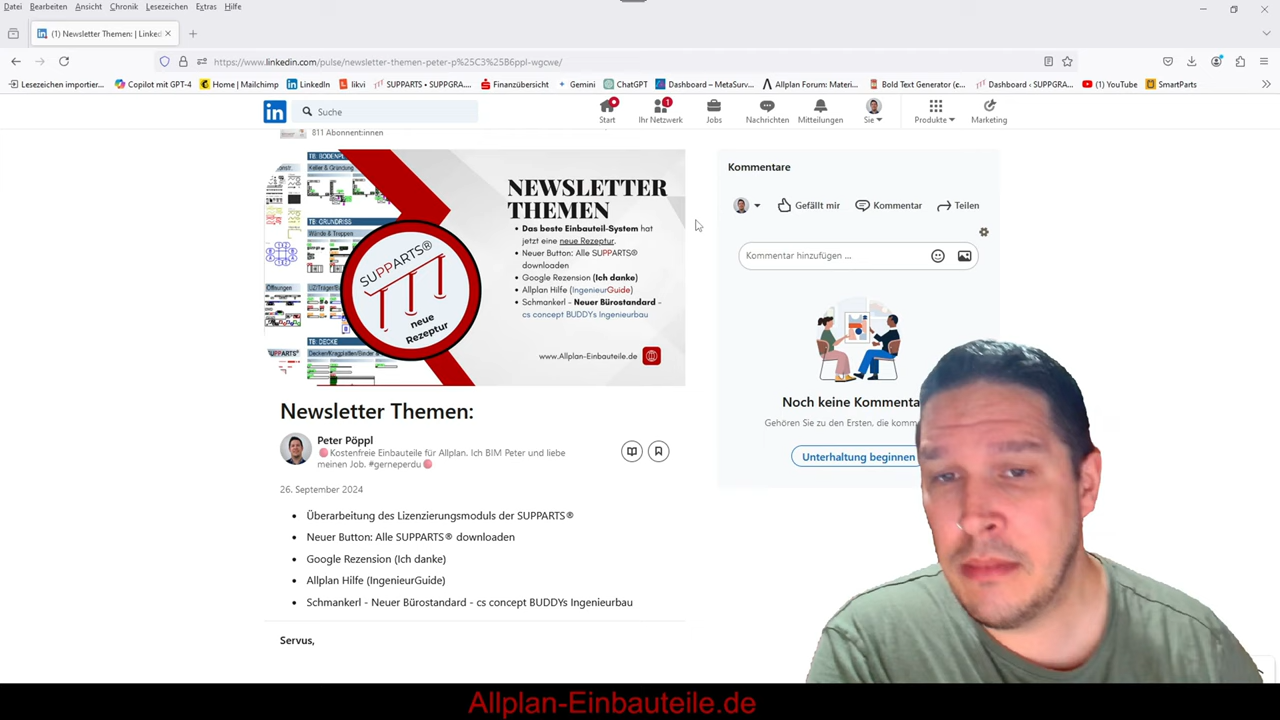 Datei Bearbeiten Ansicht Chronik Lesezeichen Extras Hilfe
(1) Newsletter Themen: | Linked
https://www.linkedin.com/pulse/newsletter-themen-peter-p%25C3%25B6ppl-wgcwe/
Lesezeichen importier... Copilot mit GPT-4 Home | Mailchimp LinkedIn likvi SUPPARTS – SUPPGRA... Finanzübersicht Gemini ChatGPT Dashboard – MetaSurv... Allplan Forum: Materi... Bold Text Generator (c... Dashboard ‹ SUPPGRA... (1) YouTube SmartParts
Suche
Start Ihr Netzwerk Jobs Nachrichten Mitteilungen Sie Produkte Marketing
1
811 Abonnent:innen
TB: GRUNDRISS
Wände & Treppen
Öffnungen
TB: DECKE
SUPPARTS®
neue
Rezeptur
NEWSLETTER
THEMEN
• Das beste Einbauteil-System hat
jetzt eine neue Rezeptur.
• Neuer Button: Alle SUPPARTS®
downloaden
• Google Rezension (Ich danke)
• Allplan Hilfe (IngenieurGuide)
• Schmankerl - Neuer Bürostandard -
cs concept BUDDYs Ingenieurbau
www.Allplan-Einbauteile.de
Kommentare
Gefällt mir Kommentar Teilen
Kommentar hinzufügen ...
Noch keine Kommenta
Gehören Sie zu den Ersten, die komm
Unterhaltung beginnen
Newsletter Themen:
Peter Pöppl
Kostenfreie Einbauteile für Allplan. Ich BIM Peter und liebe
meinen Job. #gerneperdu
26. September 2024
• Überarbeitung des Lizenzierungsmoduls der SUPPARTS®
• Neuer Button: Alle SUPPARTS® downloaden
• Google Rezension (Ich danke)
• Allplan Hilfe (IngenieurGuide)
• Schmankerl - Neuer Bürostandard - cs concept BUDDYs Ingenieurbau
Servus,
Allplan-Einbauteile.de